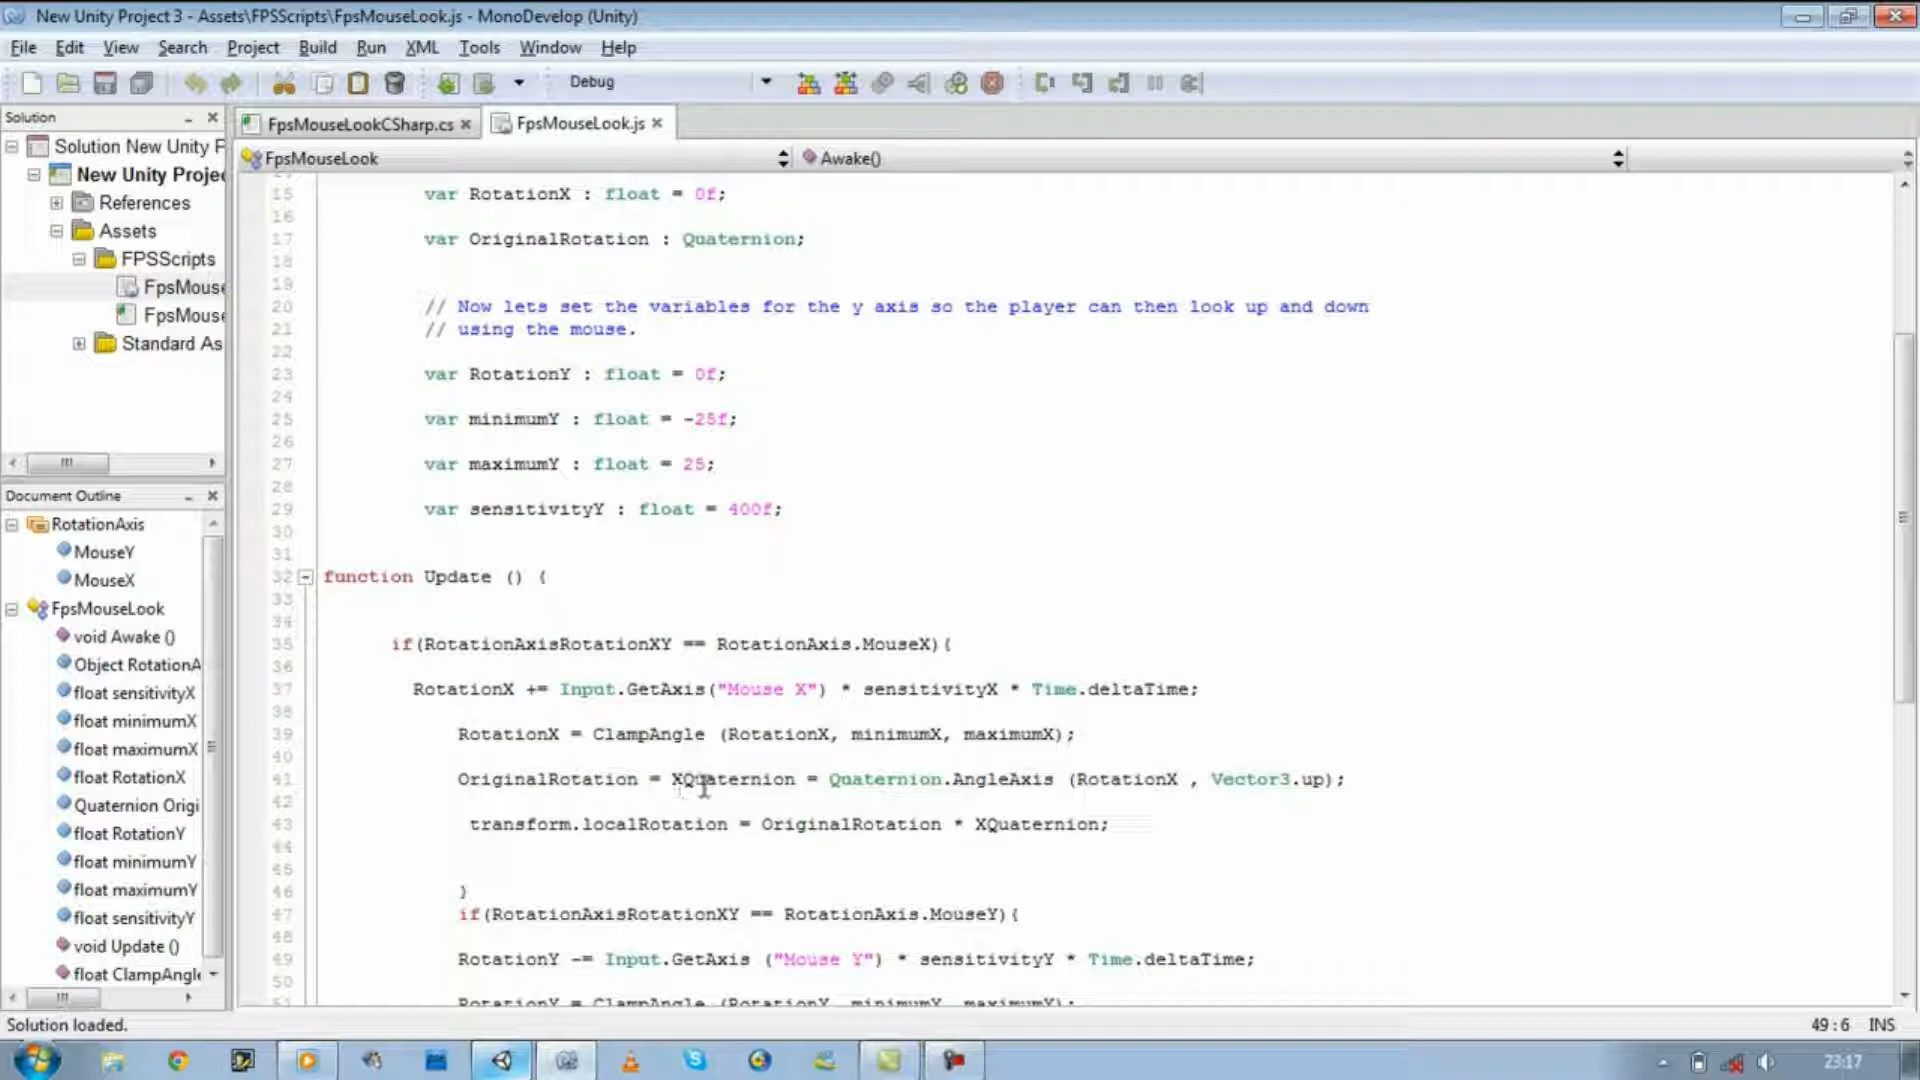 New Unity Project 3 - Assets\FPSScripts\FpsMouseLook.js - MonoDevelop (Unity)
File Edit View Search Project Build Run XML Tools Window Help
Debug
Solution
FpsMouseLookCSharp.cs
FpsMouseLook.js
Solution New Unity
New Unity Proje
References
Assets
FPSScripts
FpsMouse
FpsMouse
Standard As
Document Outline
RotationAxis
MouseY
MouseX
FpsMouseLook
void Awake ()
Object RotationA
float sensitivityX
float minimumX
float maximumX
float RotationX
Quaternion Origi
float RotationY
float minimumY
float maximumY
float sensitivityY
void Update ()
float ClampAngle
FpsMouseLook
Awake()
15 var RotationX : float = 0f;
16
17 var OriginalRotation : Quaternion;
18
19
20 // Now lets set the variables for the y axis so the player can then look up and down
21 // using the mouse.
22
23 var RotationY : float = 0f;
24
25 var minimumY : float = -25f;
26
27 var maximumY : float = 25;
28
29 var sensitivityY : float = 400f;
30
31
32 function Update () {
33
34
35 if(RotationAxisRotationXY == RotationAxis.MouseX){
36
37 RotationX += Input.GetAxis("Mouse X") * sensitivityX * Time.deltaTime;
38
39 RotationX = ClampAngle (RotationX, minimumX, maximumX);
40
41 OriginalRotation = XQuaternion = Quaternion.AngleAxis (RotationX , Vector3.up);
42
43 transform.localRotation = OriginalRotation * XQuaternion;
44
45
46 }
47 if(RotationAxisRotationXY == RotationAxis.MouseY){
48
49 RotationY -= Input.GetAxis ("Mouse Y") * sensitivityY * Time.deltaTime;
50
51 RotationY = ClampAngle (RotationY, minimumY, maximumY);
Solution loaded.
49 : 6 INS
23:17